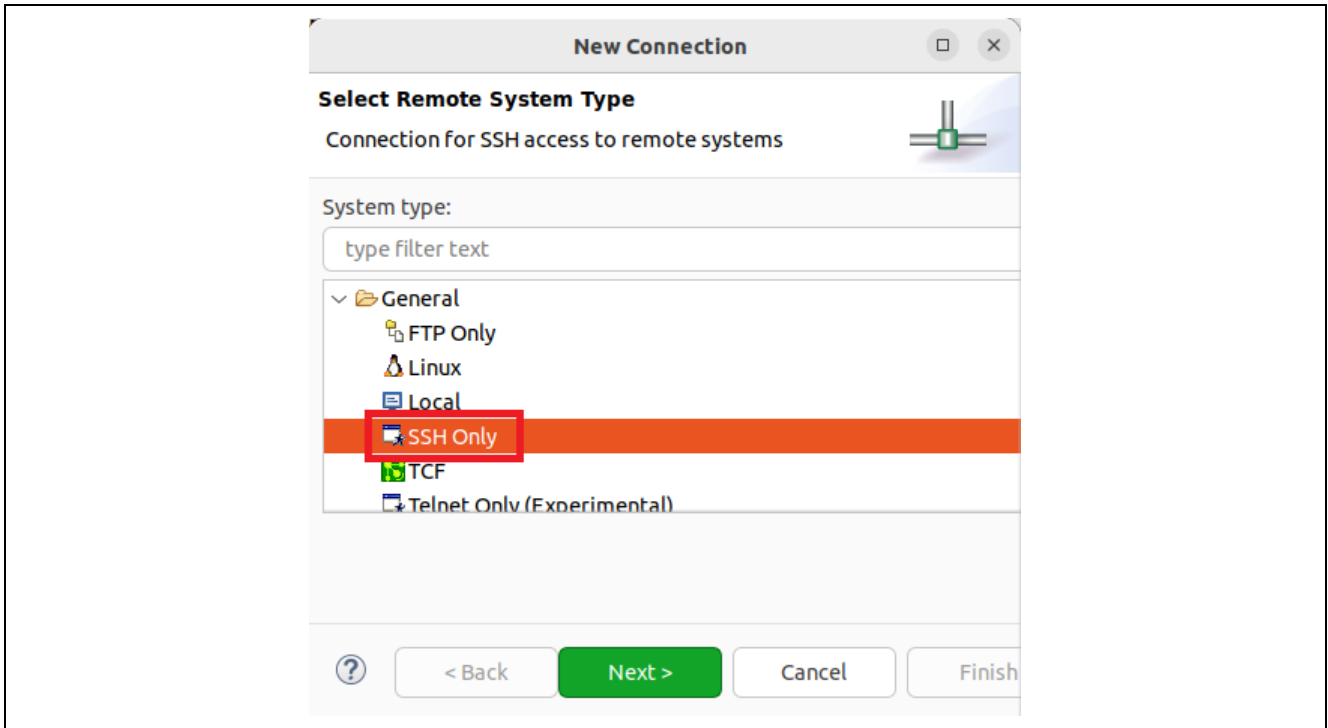 New Connection
Select Remote System Type
Connection for SSH access to remote systems
System type:
type filter text
General
FTP Only
Linux
Local
SSH Only
TCF
Telnet Only (Experimental)
? < Back Next > Cancel Finish